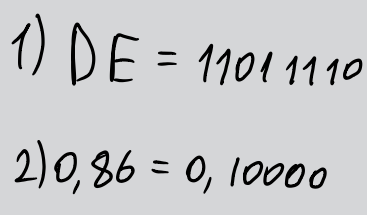 1) DE = 11011110
2) 0,86 = 0,10000